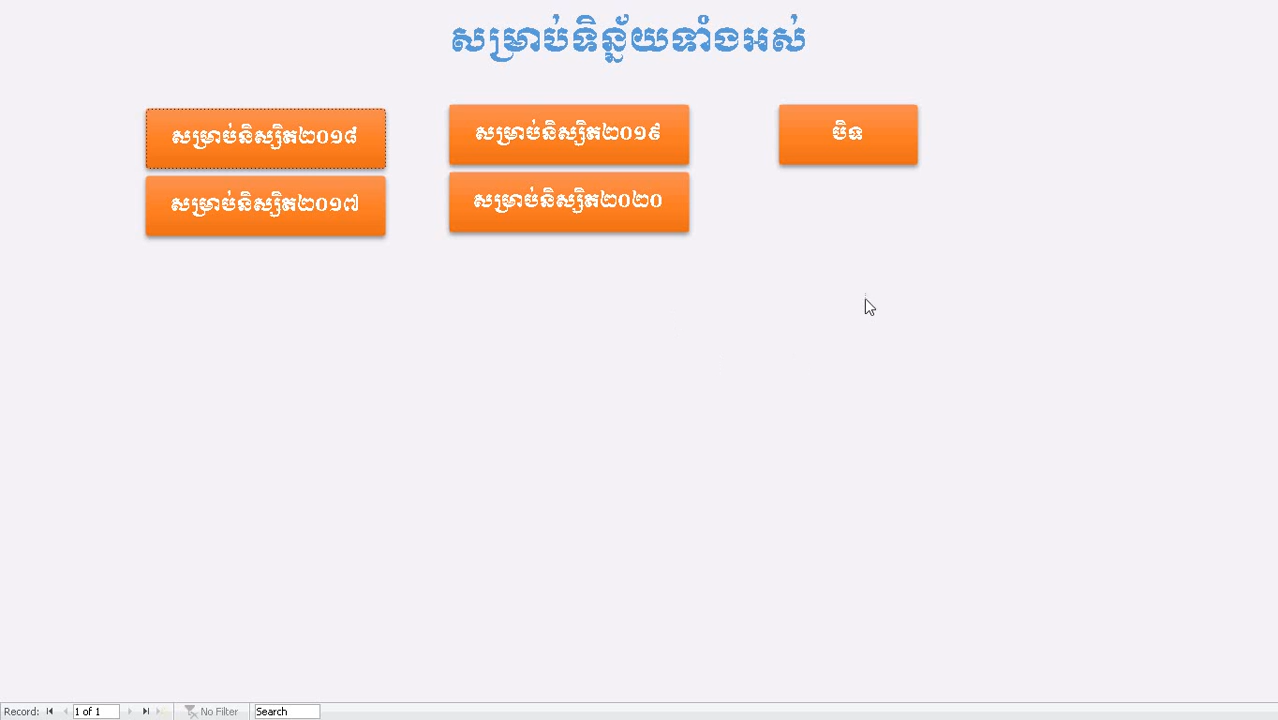 សម្រាប់ទិន្ន័យទាំងអស់
សម្រាប់និស្សិត២០១៨
សម្រាប់និស្សិត២០១៩
បិទ
សម្រាប់និស្សិត២០១៧
សម្រាប់និស្សិត២០២០
Record: 1 of 1 No Filter Search